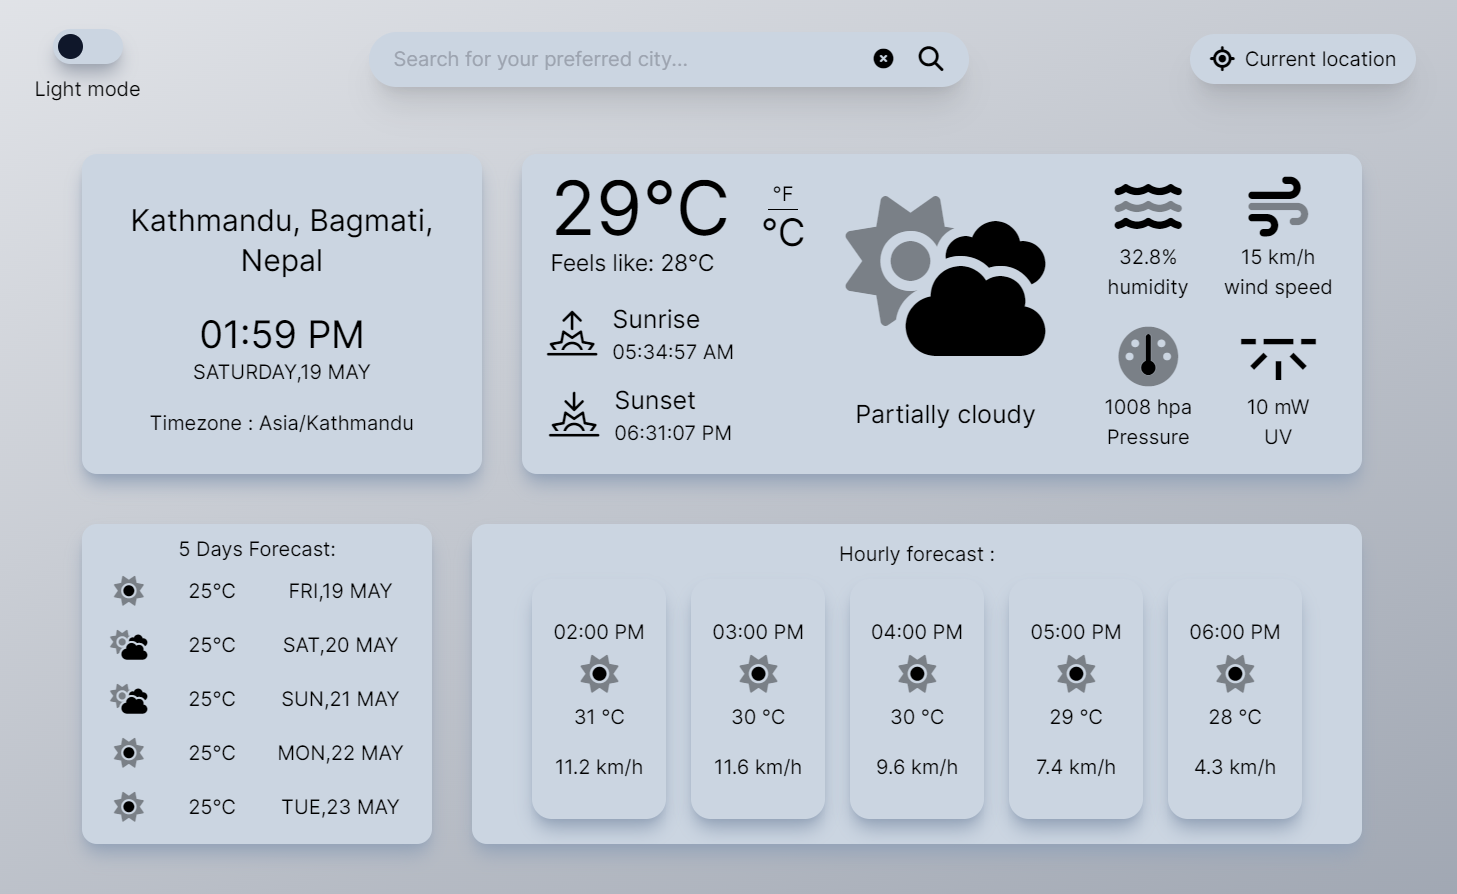 Light mode
Search for your preferred city...
Current location
Kathmandu, Bagmati,
Nepal
01:59 PM
SATURDAY,19 MAY
Timezone : Asia/Kathmandu
29°C
°F
°C
Feels like: 28°C
Sunrise
05:34:57 AM
Sunset
06:31:07 PM
Partially cloudy
32.8%
humidity
15 km/h
wind speed
1008 hpa
Pressure
10 mW
UV
5 Days Forecast:
25°C FRI,19 MAY
25°C SAT,20 MAY
25°C SUN,21 MAY
25°C MON,22 MAY
25°C TUE,23 MAY
Hourly forecast :
02:00 PM
31 °C
11.2 km/h
03:00 PM
30 °C
11.6 km/h
04:00 PM
30 °C
9.6 km/h
05:00 PM
29 °C
7.4 km/h
06:00 PM
28 °C
4.3 km/h